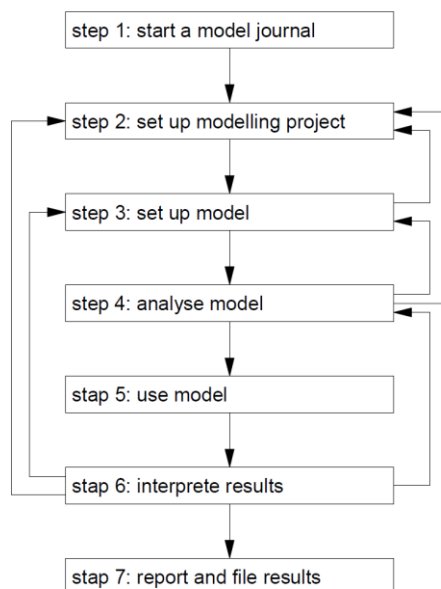 step 1: start a model journal
step 2: set up modelling project
step 3: set up model
step 4: analyse model
stap 5: use model
stap 6: interprete results
stap 7: report and file results